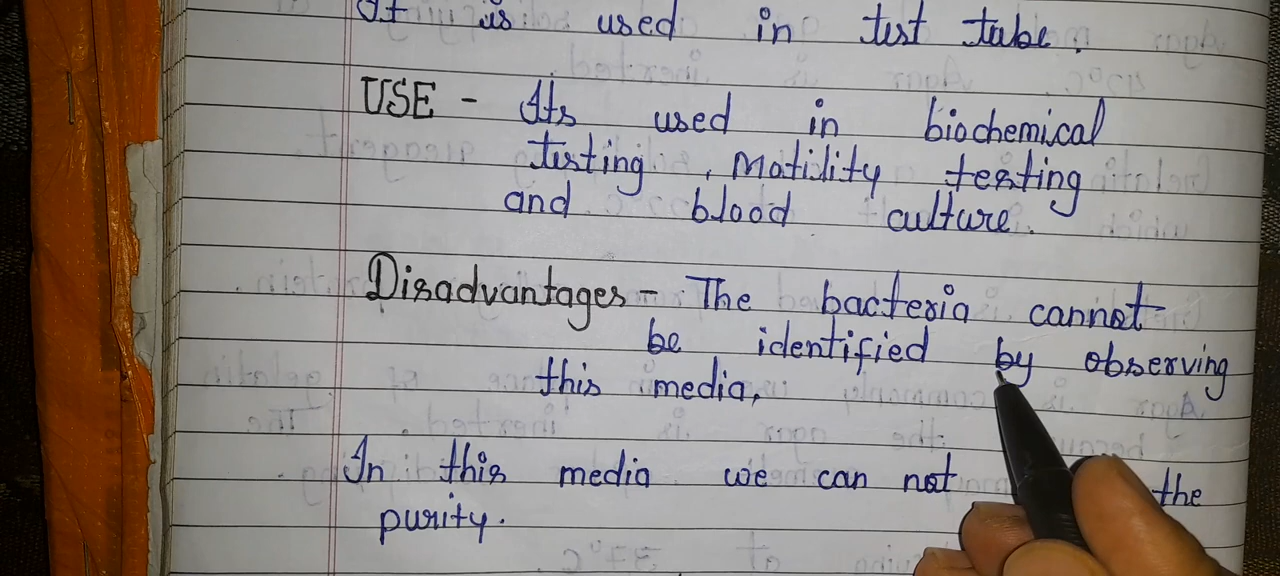 It is used in test tube.
USE - Its used in biochemical
testing, Motility testing
and blood culture.
Disadvantages - The bacteria cannot
be identified by observing
this media,
In this media we can not the
purity.